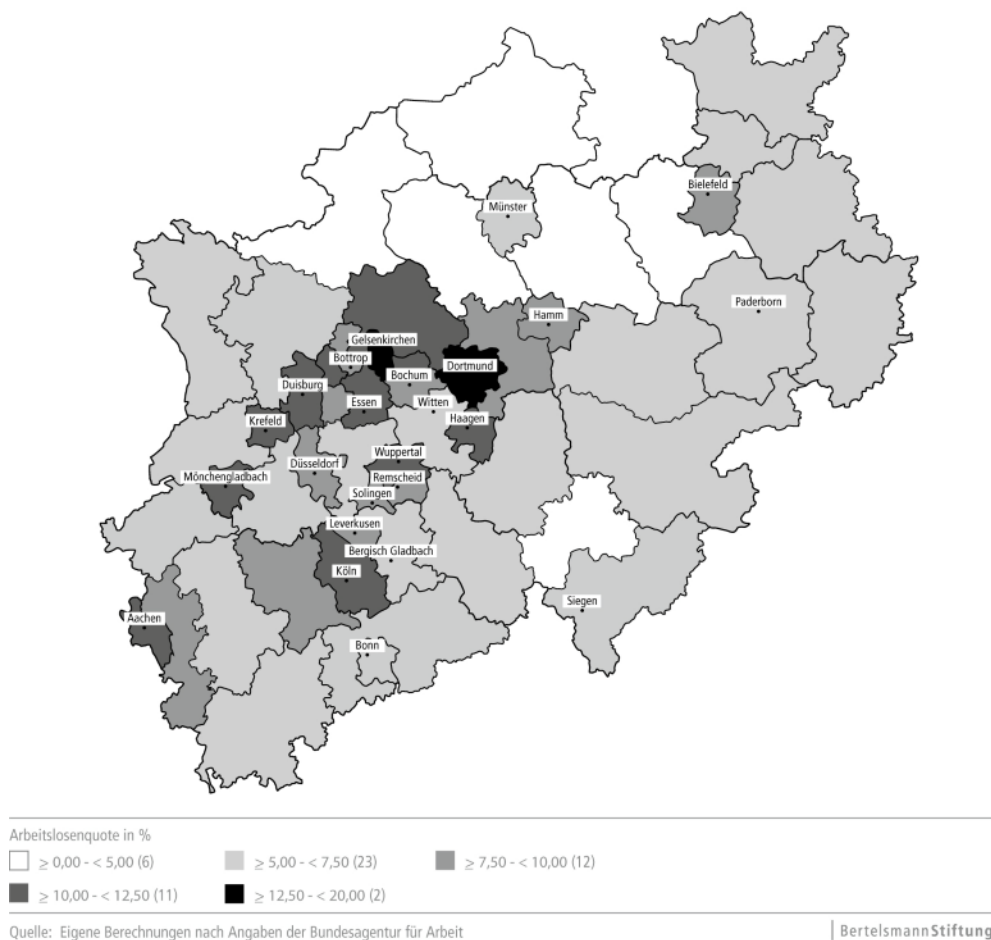 Bielefeld
Münster
Paderborn
Hamm
Gelsenkirchen
Bottrop
Dortmund
Bochum
Duisburg
Essen
Witten
Krefeld
Haagen
Wuppertal
Düsseldorf
Mönchengladbach
Remscheid
Solingen
Leverkusen
Bergisch Gladbach
Köln
Siegen
Aachen
Bonn
Arbeitslosenquote in %
≥ 0,00 - < 5,00 (6)
≥ 5,00 - < 7,50 (23)
≥ 7,50 - < 10,00 (12)
≥ 10,00 - < 12,50 (11)
≥ 12,50 - < 20,00 (2)
Quelle: Eigene Berechnungen nach Angaben der Bundesagentur für Arbeit
BertelsmannStiftung